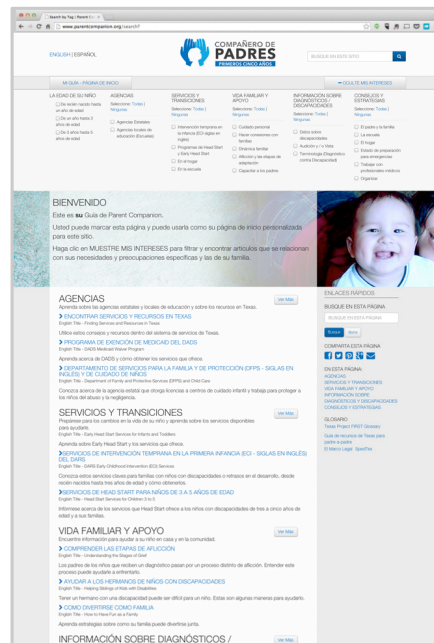 Search by Tag | Parent Co
www.parentcompanion.org/search?
ENGLISH | ESPAÑOL
COMPAÑERO DE
PADRES
PRIMEROS CINCO AÑOS
BUSQUE EN ESTE SITIO
MI GUÍA - PÁGINA DE INICIO
OCULTE MIS INTERESES
LA EDAD DE SU NIÑO
De recién nacido hasta
un año de edad
De un año hasta 3
años de edad
De 3 años hasta 5
años de edad
AGENCIAS
Seleccione: Todas |
Ninguna
Agencias Estatales
Agencias locales de
educación (Escuelas)
SERVICIOS Y
TRANSICIONES
Seleccione: Todas |
Ningunas
Intervención temprana en
la infancia (ECI-siglas en
inglés)
Programas de Head Start
y Early Head Start
En el hogar
En la escuela
VIDA FAMILIAR Y
APOYO
Seleccione: Todas |
Ningunas
Cuidado personal
Hacer conexiones con
familias
Dinámica familiar
Aflicción y las etapas de
adaptación
Capacitar a los padres
INFORMACIÓN SOBRE
DIAGNÓSTICOS /
DISCAPACIDADES
Seleccione: Todas |
Ningunas
Datos sobre
discapacidades
Audición y / y Vista
Terminología (Diagnóstico
contra Discapacidad)
CONSEJOS Y
ESTRATEGIAS
Seleccione: Todas |
Ningunas
El padre y la familia
La escuela
El hogar
Estado de preparación
para emergencias
Trabajar con
profesionales médicos
Organizar
BIENVENIDO
Este es su Guía de Parent Companion.
Usted puede marcar esta página y puede usarla como su página de inicio personalizada
para este sitio.
Haga clic en MUESTRE MIS INTERESES para filtrar y encontrar artículos que se relacionan
con sus necesidades y preocupaciones específicas y las de su familia.
AGENCIAS
Ver Más
Aprenda sobre las agencias estatales y locales de educación y sobre los recursos en Texas.
ENCONTRAR SERVICIOS Y RECURSOS EN TEXAS
English Title - Finding Services and Resources in Texas
Utilice estos consejos y recursos dentro del sistema de servicios de Texas.
PROGRAMA DE EXENCIÓN DE MEDICAID DEL DADS
English Title - DADS Medicaid Waiver Program
Aprenda acerca de DADS y cómo obtener los servicios que ofrece.
DEPARTAMENTO DE SERVICIOS PARA LA FAMILIA Y DE PROTECCIÓN (DFPS - SIGLAS EN
INGLÉS) Y DE CUIDADO DE NIÑOS
English Title - Department of Family and Protective Services (DFPS) and Child Care
Conozca acerca de la agencia estatal que otorga licencias a centros de cuidado infantil y trabaja para proteger a
los niños del abuso y la negligencia.
SERVICIOS Y TRANSICIONES
Ver Más
Prepárese para los cambios en la vida de su niño y aprenda sobre los servicios disponibles
para ayudarle.
English Title - Early Head Start Services for Infants and Toddlers
Aprenda sobre Early Head Start y los servicios que ofrece.
SERVICIOS DE INTERVENCIÓN TEMPRANA EN LA PRIMERA INFANCIA (ECI - SIGLAS EN INGLÉS)
DEL DARS
English Title - DARS Early Childhood Intervention (ECI) Services
Conozca estos servicios claves para familias con niños con discapacidades o retrasos en el desarrollo, desde
recién nacidos hasta tres años de edad y cómo obtenerlos.
SERVICIOS DE HEAD START PARA NIÑOS DE 3 A 5 AÑOS DE EDAD
English Title - Head Start Services for Children 3 to 5
Infórmese acerca de los servicios que Head Start ofrece a los niños con discapacidades de tres a cinco años de
edad y a sus familias.
VIDA FAMILIAR Y APOYO
Ver Más
Encuentre información para ayudar a su niño en casa y en la comunidad.
COMPRENDER LAS ETAPAS DE AFLICCIÓN
English Title - Understanding the Stages of Grief
Los padres de los niños que reciben un diagnóstico pasan por un proceso distinto de aflicción. Entender este
proceso puede ayudarle a enfrentarlo.
AYUDAR A LOS HERMANOS DE NIÑOS CON DISCAPACIDADES
English Title - Helping Siblings of Kids with Disabilities
Tener un hermano con una discapacidad puede ser difícil para un niño. Estas son algunas maneras para ayudarlo.
COMO DIVERTIRSE COMO FAMILIA
English Title - How to Have Fun as a Family
Aprenda estrategias sobre como su familia puede divertirse junta.
INFORMACIÓN SOBRE DIAGNÓSTICOS /
Ver Más
ENLACES RÁPIDOS
BUSQUE EN ESTA PÁGINA
BUSQUE EN ESTA PÁGINA
Buscar
Borre
COMPARTA ESTA PÁGINA
EN ESTA PÁGINA:
AGENCIAS
SERVICIOS Y TRANSICIONES
VIDA FAMILIAR Y APOYO
INFORMACIÓN SOBRE
DIAGNÓSTICOS Y DISCAPACIDADES
CONSEJOS Y ESTRATEGIAS
GLOSARIO
Texas Project FIRST Glossary
Guía de recursos de Texas para
padre-a-padre
El Marco Legal